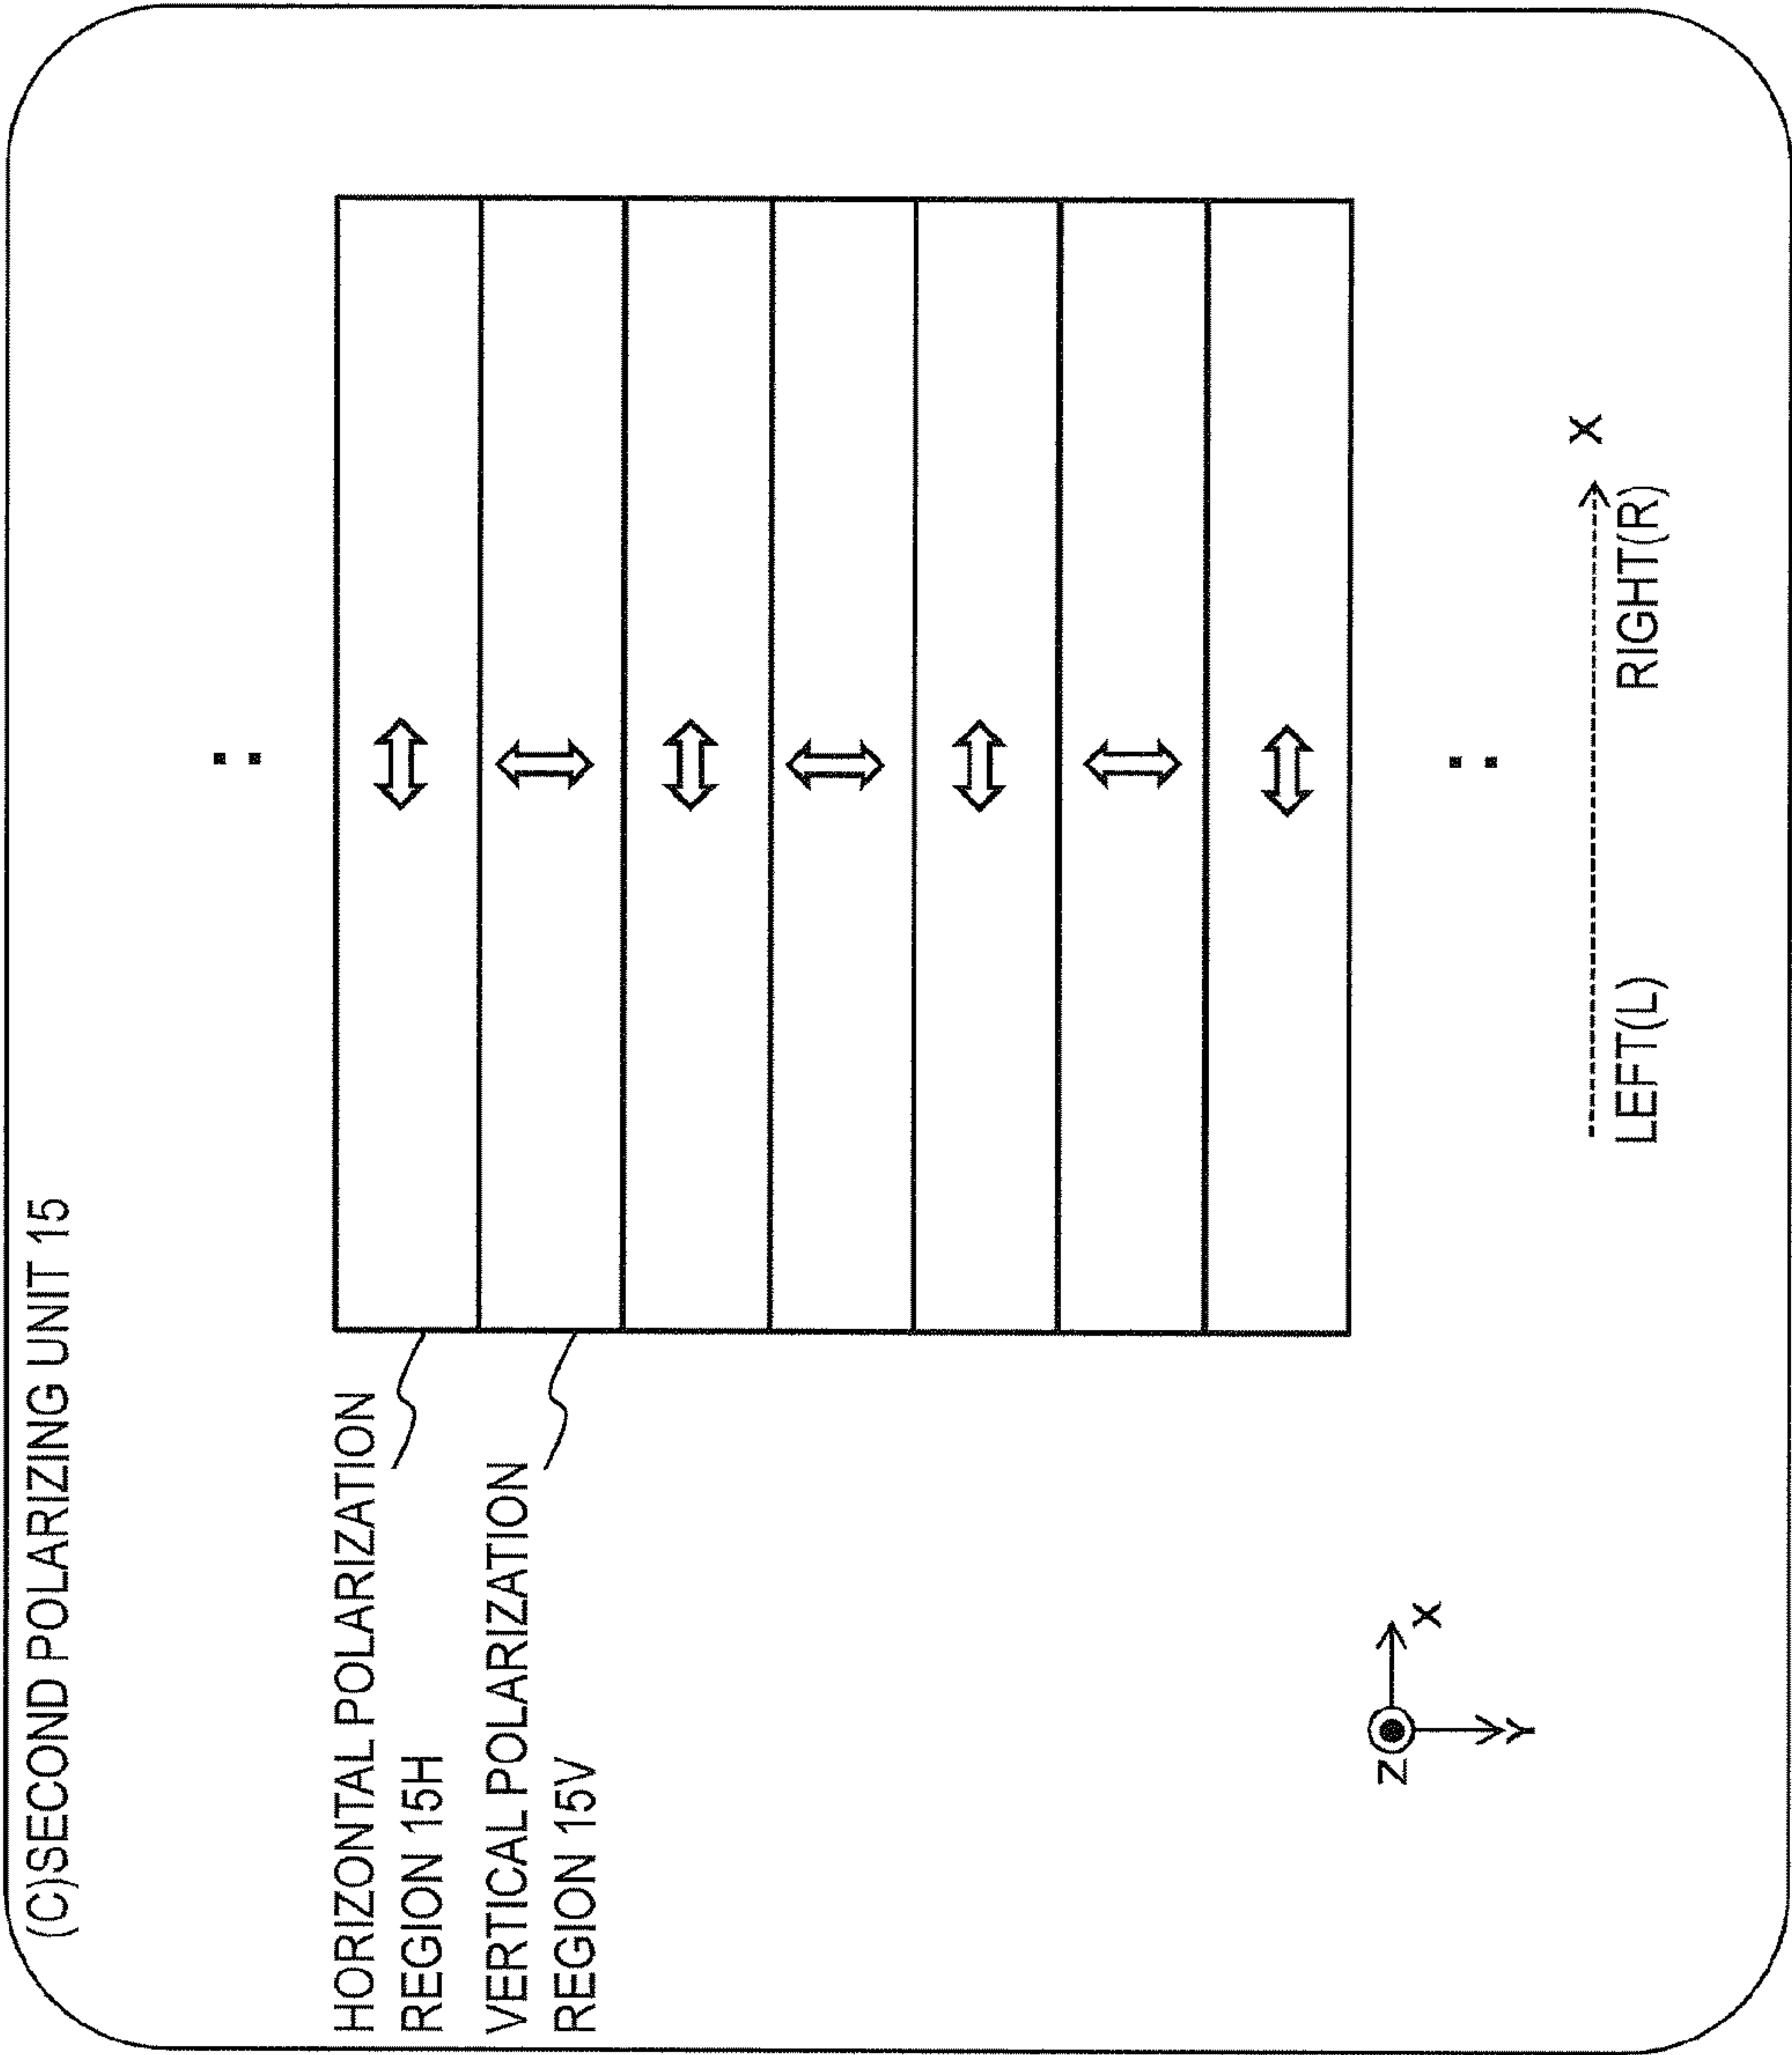 (C)SECOND POLARIZING UNIT 15
HORIZONTAL POLARIZATION
REGION 15H
VERTICAL POLARIZATION
REGION 15V
Z
X
Y
LEFT(L)
RIGHT(R)
X